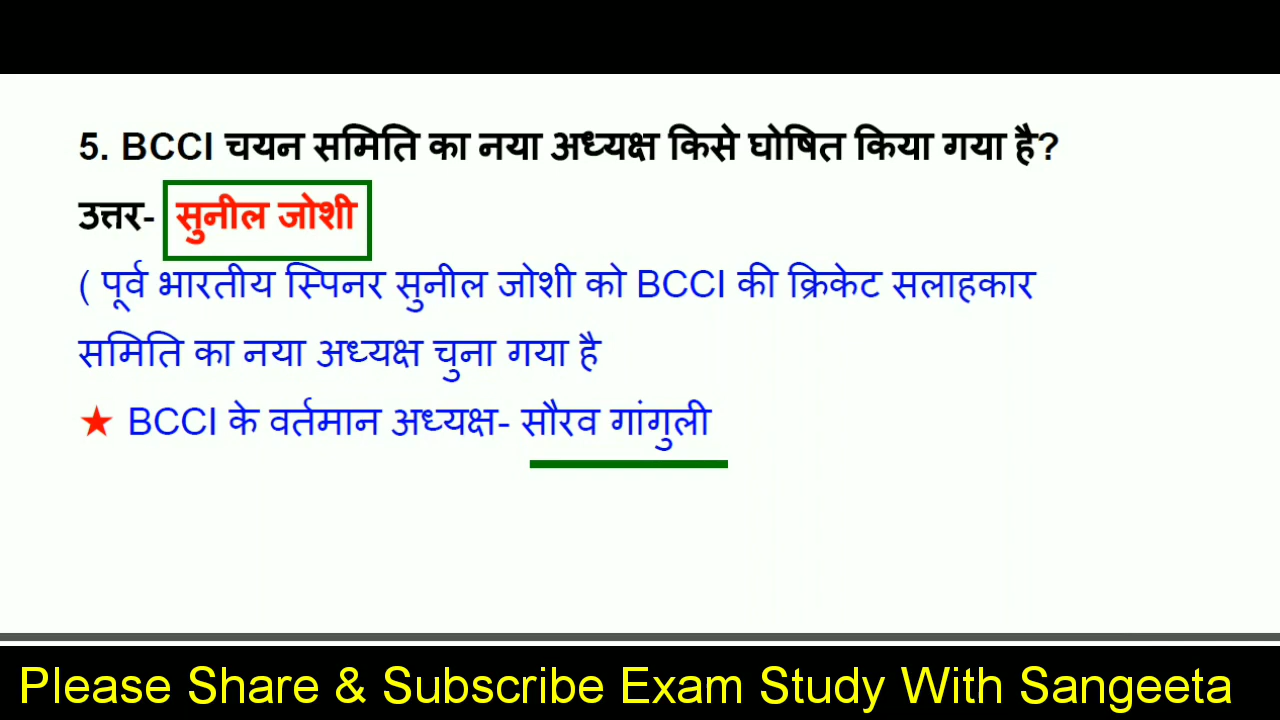 5. BCCI चयन समिति का नया अध्यक्ष किसे घोषित किया गया है?
उत्तर- सुनील जोशी
( पूर्व भारतीय स्पिनर सुनील जोशी को BCCI की क्रिकेट सलाहकार
समिति का नया अध्यक्ष चुना गया है
★ BCCI के वर्तमान अध्यक्ष- सौरव गांगुली
Please Share & Subscribe Exam Study With Sangeeta